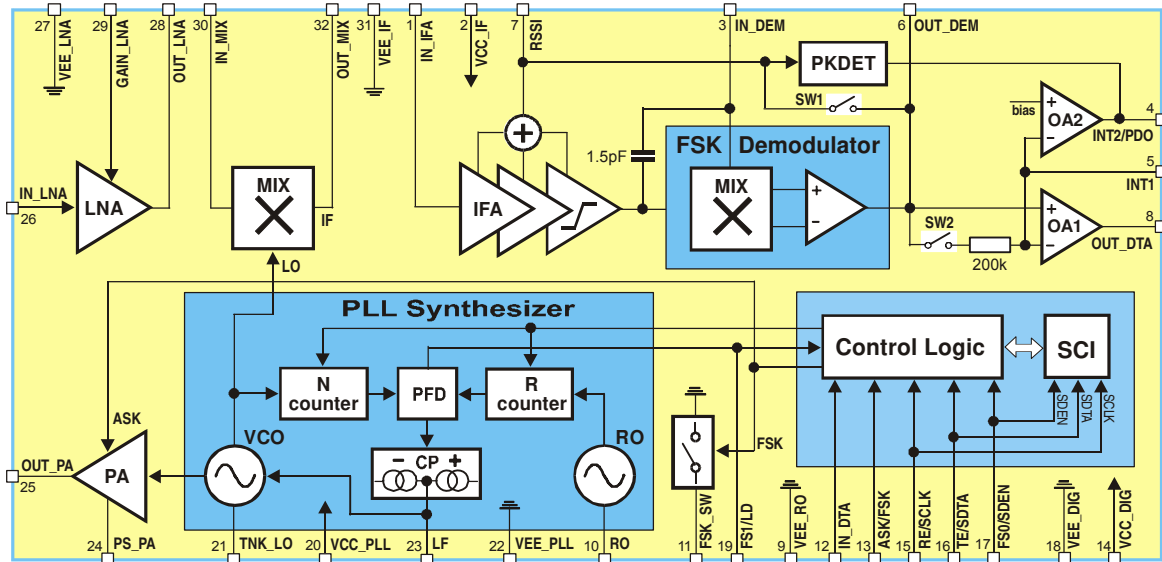 27 29 28 30 32 31 1 2 7 3 6
VEE_LNA
GAIN_LNA
OUT_LNA
IN_MIX
OUT_MIX
VEE_IF
IN_IFA
VCC_IF
RSSI
IN_DEM
OUT_DEM
PKDET
SW1
bias
+
−
OA2
4
INT2/PDO
5
INT1
1.5pF
FSK Demodulator
MIX
+
−
IN_LNA
26
LNA
MIX
IF
LO
+
IFA
SW2
200k
+
−
OA1
8
OUT_DTA
PLL Synthesizer
N counter
PFD
R counter
Control Logic
SCI
SDEN
SDTA
SCLK
ASK
VCO
− CP +
RO
FSK
OUT_PA
25
PA
24 PS_PA
21 TNK_LO
20 VCC_PLL
23 LF
22 VEE_PLL
10 RO
11 FSK_SW
19 FS1/LD
9 VEE_RO
12 IN_DTA
13 ASK/FSK
15 RE/SCLK
16 TE/SDTA
17 FS0/SDEN
18 VEE_DIG
14 VCC_DIG